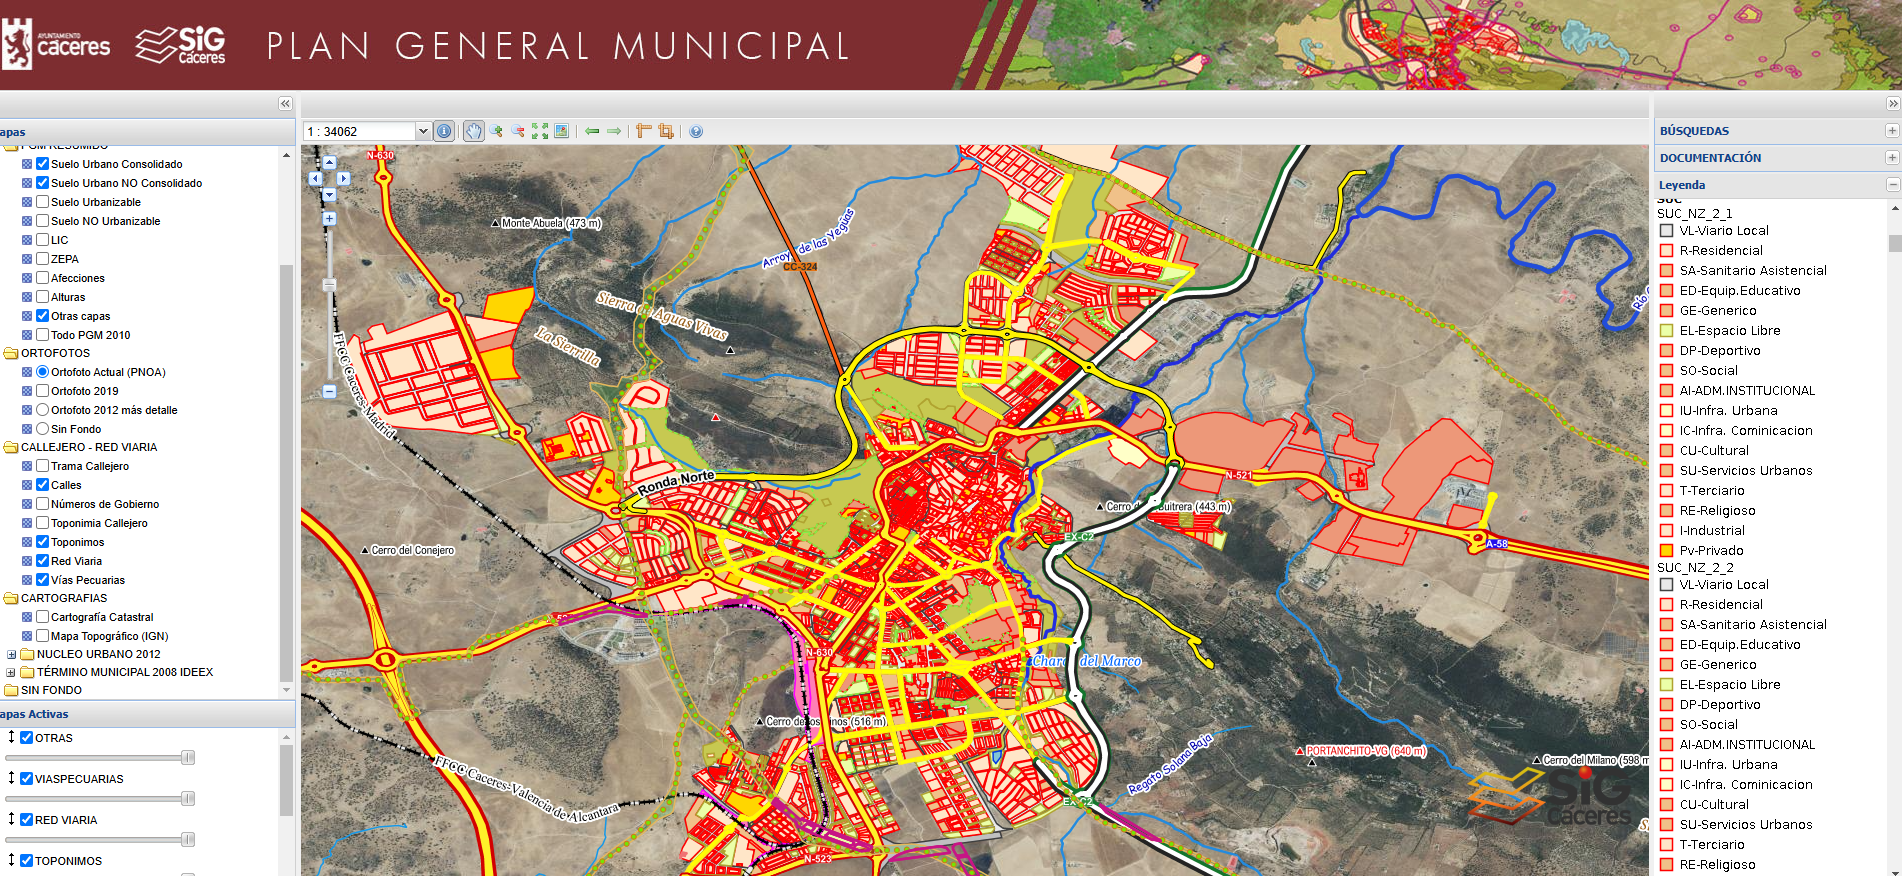 AYUNTAMIENTO
cáceres
SiG
Cáceres
PLAN GENERAL MUNICIPAL
apas
PGM RESUMIDO
Suelo Urbano Consolidado
Suelo Urbano NO Consolidado
Suelo Urbanizable
Suelo NO Urbanizable
LIC
ZEPA
Afecciones
Alturas
Otras capas
Todo PGM 2010
ORTOFOTOS
Ortofoto Actual (PNOA)
Ortofoto 2019
Ortofoto 2012 más detalle
Sin Fondo
CALLEJERO - RED VIARIA
Trama Callejero
Calles
Números de Gobierno
Toponimia Callejero
Toponimos
Red Viaria
Vías Pecuarias
CARTOGRAFIAS
Cartografía Catastral
Mapa Topográfico (IGN)
NUCLEO URBANO 2012
TÉRMINO MUNICIPAL 2008 IDEEX
SIN FONDO
apas Activas
OTRAS
VIASPECUARIAS
RED VIARIA
TOPONIMOS
1 : 34062
N-630
Monte Abuela (473 m)
Arroyo de las Veguas
CC-324
Sierra de Aguas Vivas
La Sierrilla
FFCC Caceres-Madrid
Ronda Norte
N-521
Cerro de Buitrera (443 m)
Cerro del Conejero
EX-C2
A-58
N-630
Charca del Marco
Cerro de os inos (516 m)
PORTANCHITO-VG (640 m)
Cerro del Milano (598 m
Regato Solana Baja
FFCC Caceres-Valencia de Alcantara
EX-C2
N-523
SiG
Cáceres
BÚSQUEDAS
DOCUMENTACIÓN
Leyenda
SUC
SUC_NZ_2_1
VL-Viario Local
R-Residencial
SA-Sanitario Asistencial
ED-Equip.Educativo
GE-Generico
EL-Espacio Libre
DP-Deportivo
SO-Social
AI-ADM.INSTITUCIONAL
IU-Infra. Urbana
IC-Infra. Cominicacion
CU-Cultural
SU-Servicios Urbanos
T-Terciario
RE-Religioso
I-Industrial
Pv-Privado
SUC_NZ_2_2
VL-Viario Local
R-Residencial
SA-Sanitario Asistencial
ED-Equip.Educativo
GE-Generico
EL-Espacio Libre
DP-Deportivo
SO-Social
AI-ADM.INSTITUCIONAL
IU-Infra. Urbana
IC-Infra. Cominicacion
CU-Cultural
SU-Servicios Urbanos
T-Terciario
RE-Religioso